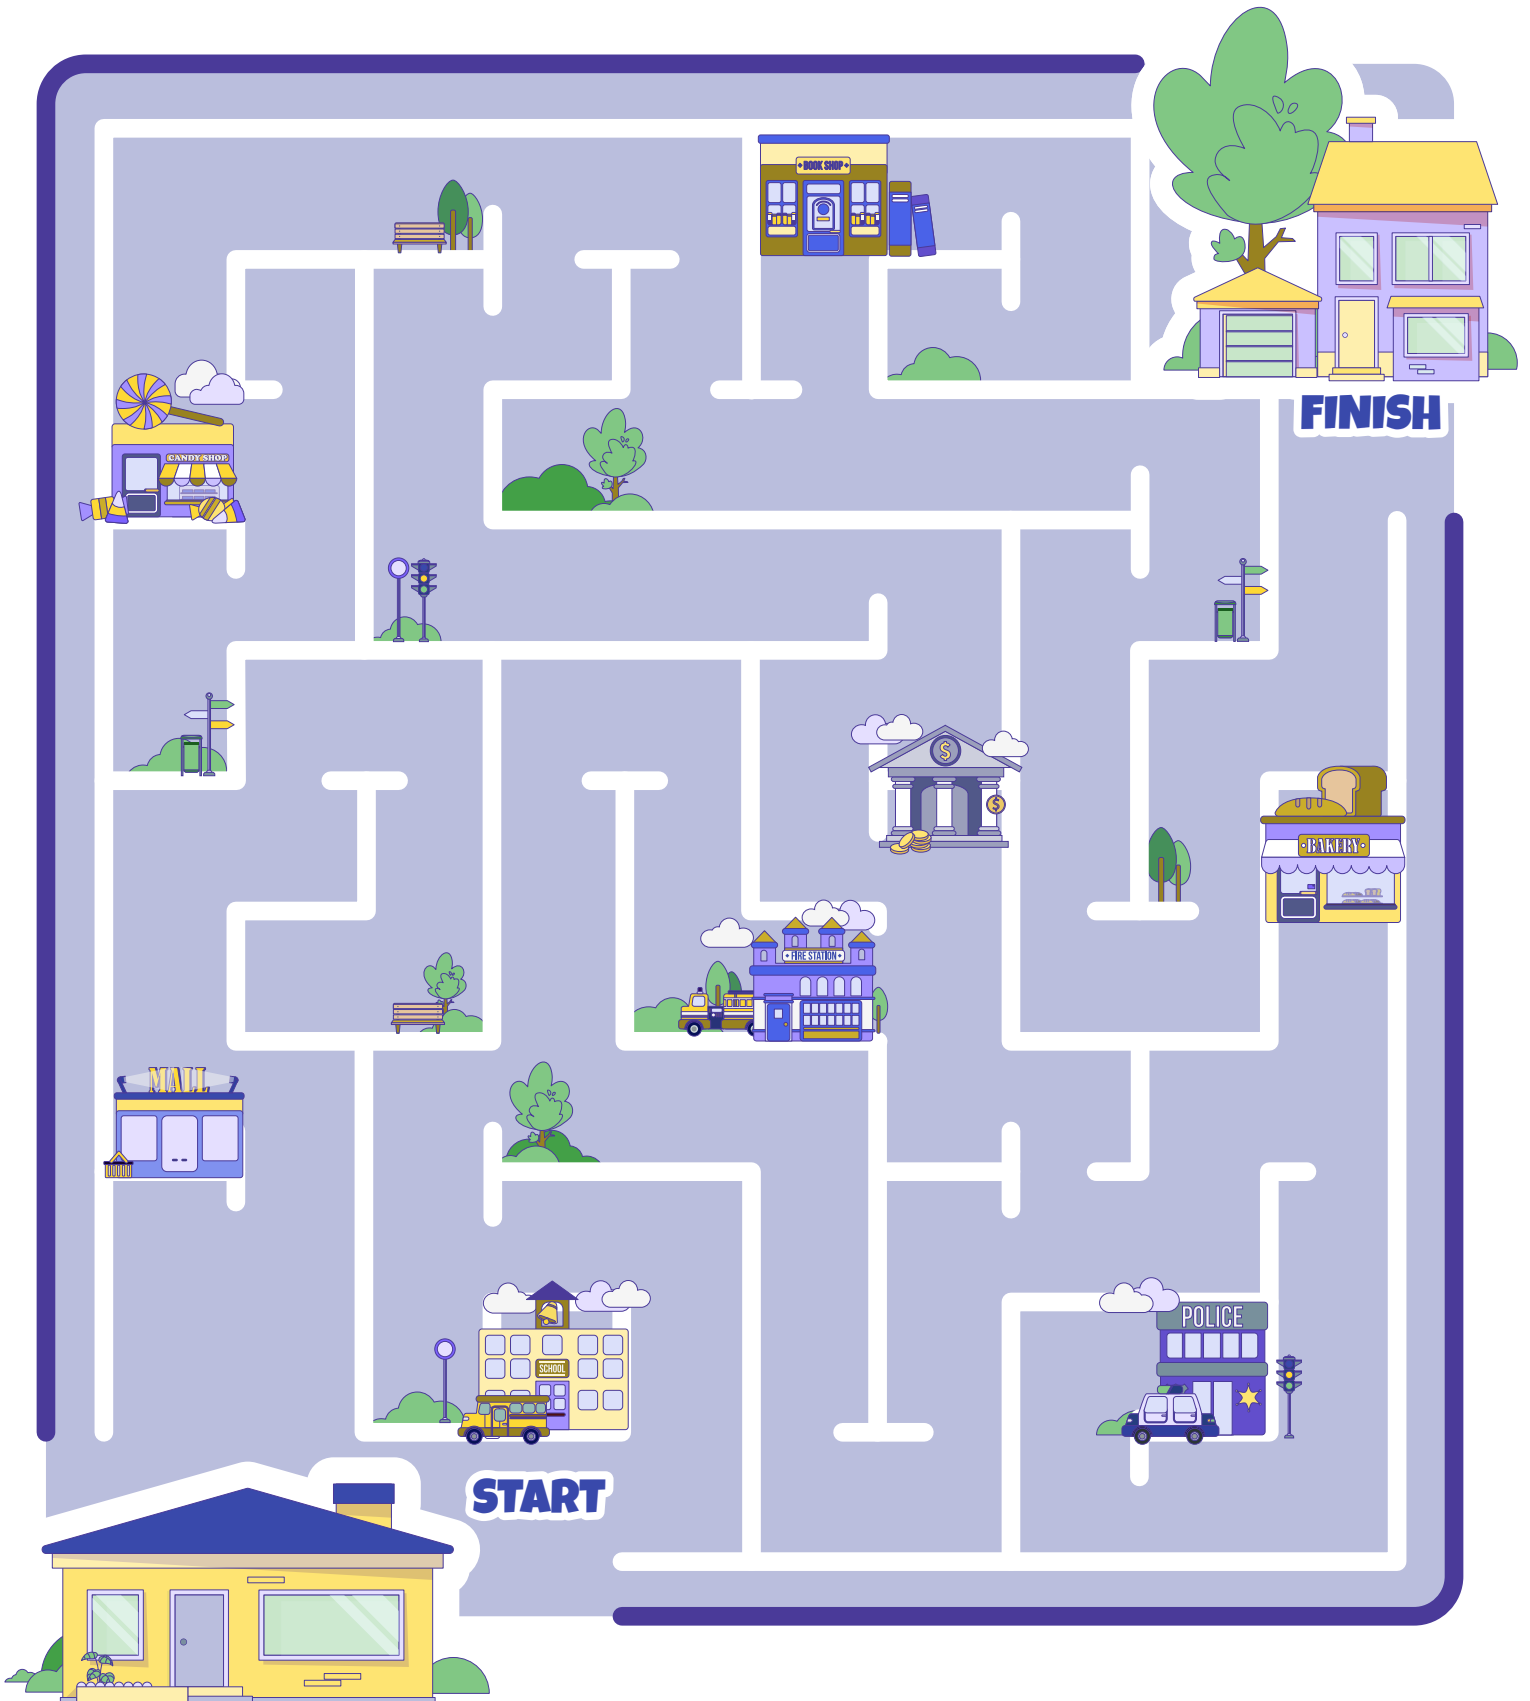 BOOK SHOP
FINISH
CANDY SHOP
$
$
BAKERY
FIRE STATION
MALL
POLICE
SCHOOL
START